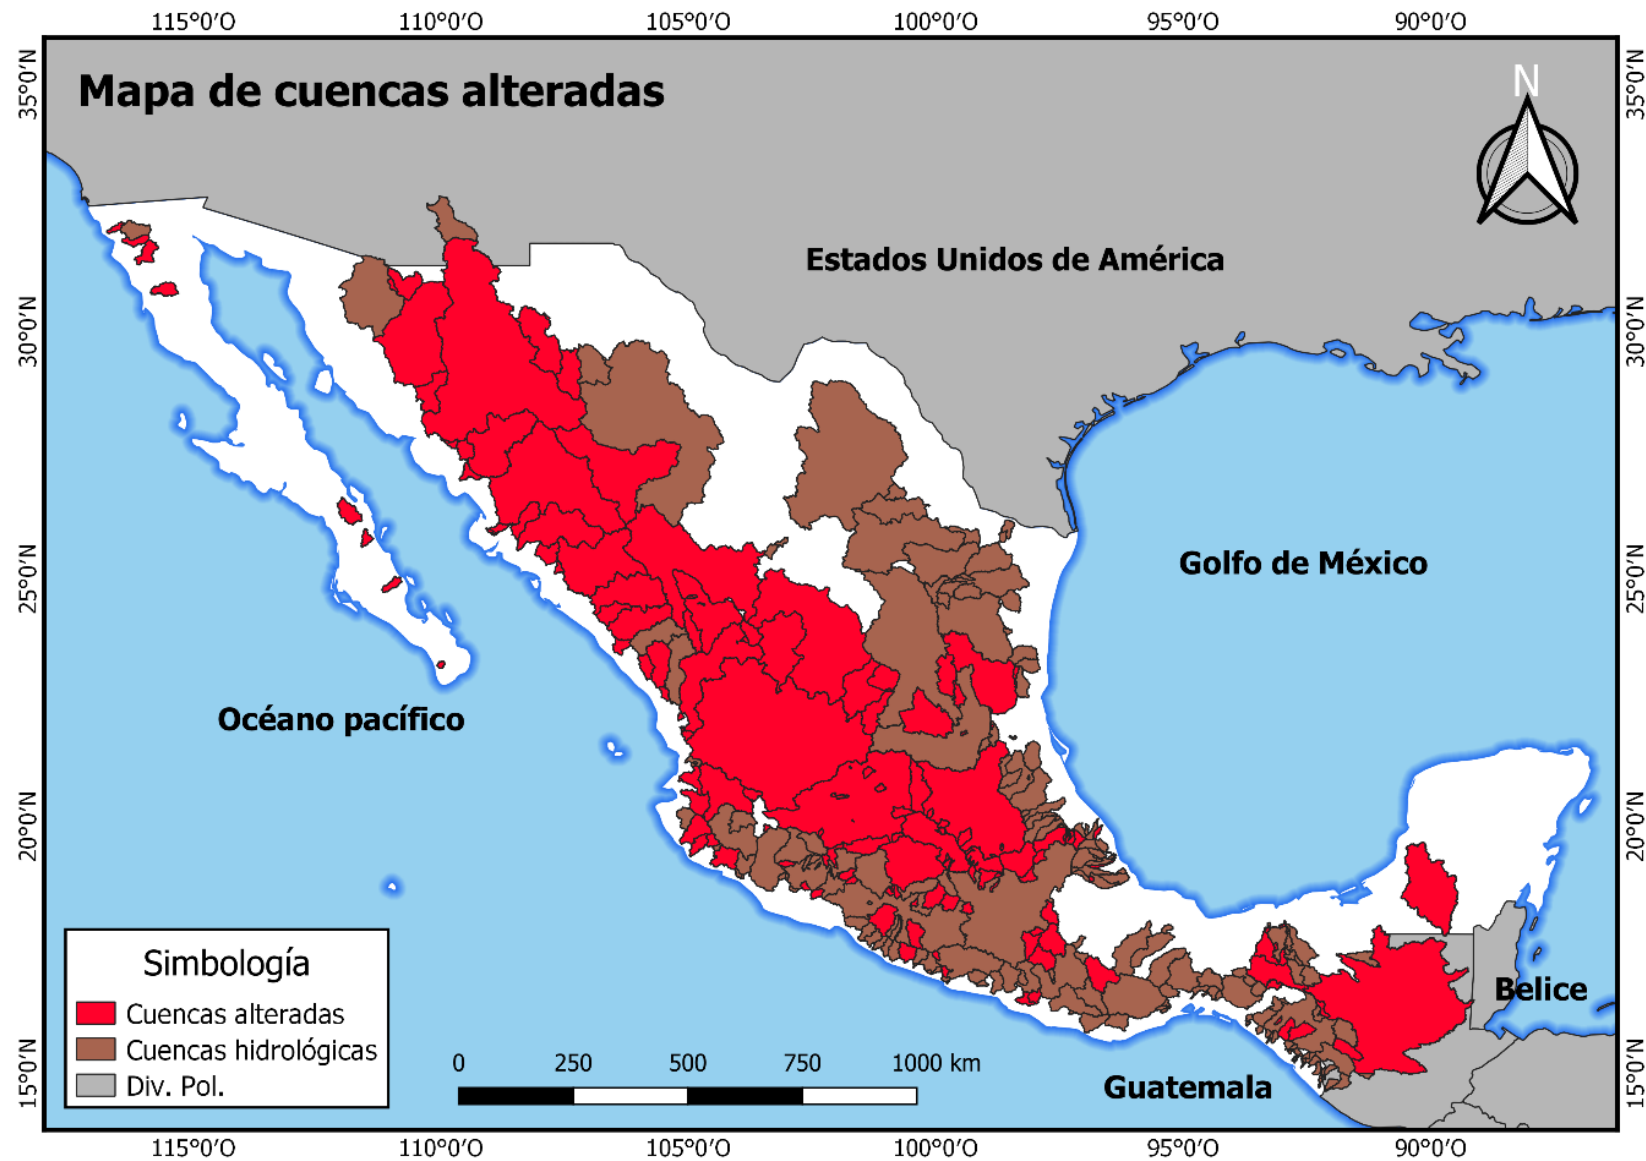 115°0'O 110°0'O 105°0'O 100°0'O 95°0'O 90°0'O
35°0'N 35°0'N
Mapa de cuencas alteradas
N
Estados Unidos de América
30°0'N 30°0'N
25°0'N 25°0'N
Golfo de México
Océano pacífico
20°0'N 20°0'N
Simbología
Cuencas alteradas
Cuencas hidrológicas
Div. Pol.
0 250 500 750 1000 km
Belice
Guatemala
15°0'N 15°0'N
115°0'O 110°0'O 105°0'O 100°0'O 95°0'O 90°0'O